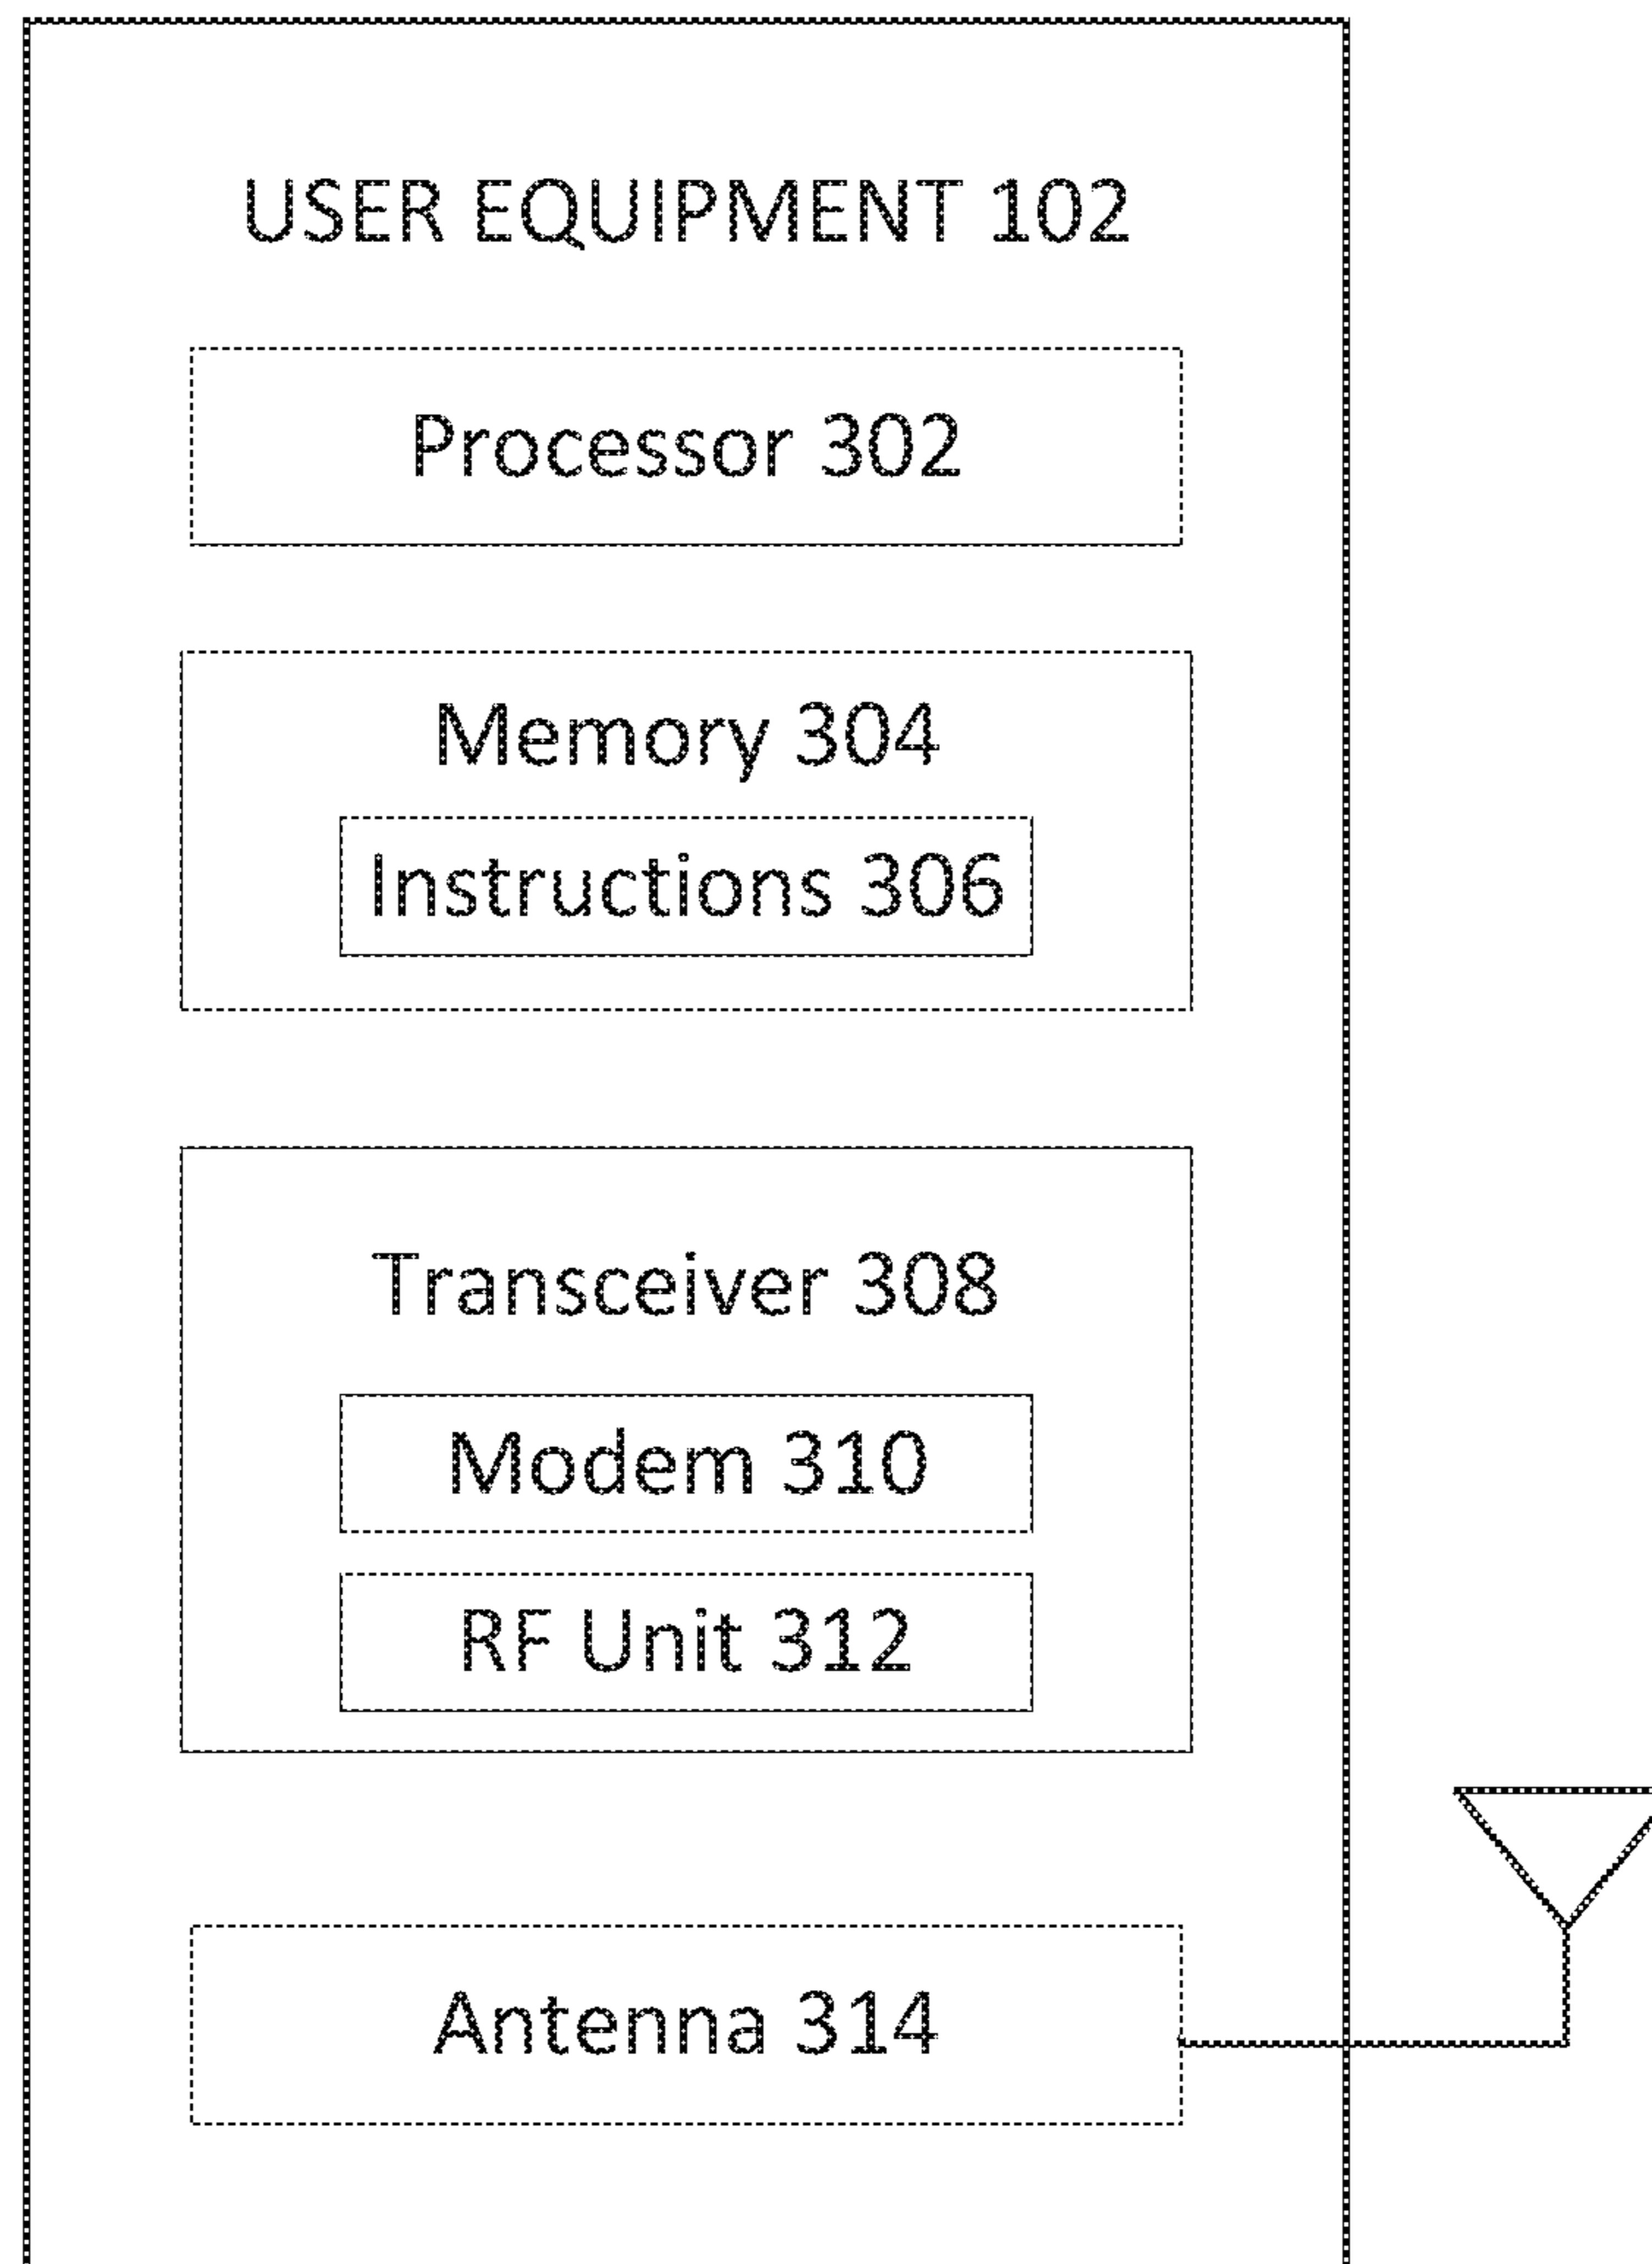 USER EQUIPMENT 102
Processor 302
Memory 304
Instructions 306
Transceiver 308
Modem 310
RF Unit 312
Antenna 314